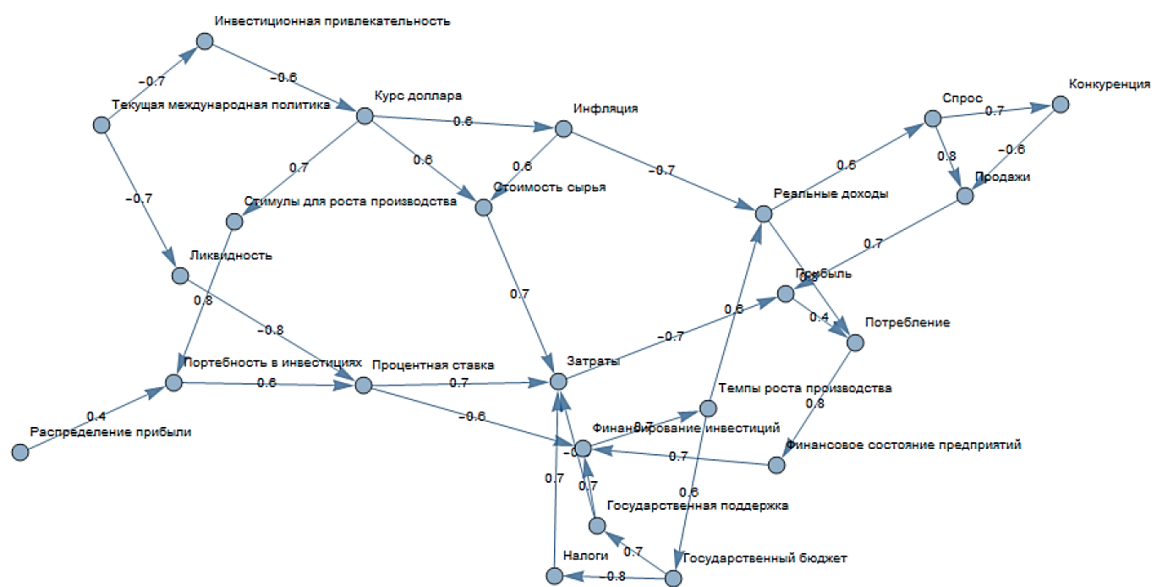 Инвестиционная привлекательность
−0.7
−0.6
Конкуренция
Курс доллара
Спрос
Текущая международная политика
Инфляция
0.7
0.6
0.8
−0.6
0.7
0.6
0.6
−0.7
0.6
Продажи
−0.7
Стоимость сырья
Реальные доходы
Стимулы для роста производства
0.7
Ликвидность
Прибыль
0.8
0.7
0.6
0.4
Потребление
−0.8
−0.7
Портебность в инвестициях
Процентная ставка
Затраты
0.6
0.7
Темпы роста производства
0.4
−0.6
0.8
Распределение прибыли
Финансирование инвестиций
0.7
Финансовое состояние предприятий
0.7
0.7
0.7
0.6
Государственная поддержка
0.7
Налоги
Государственный бюджет
−0.8